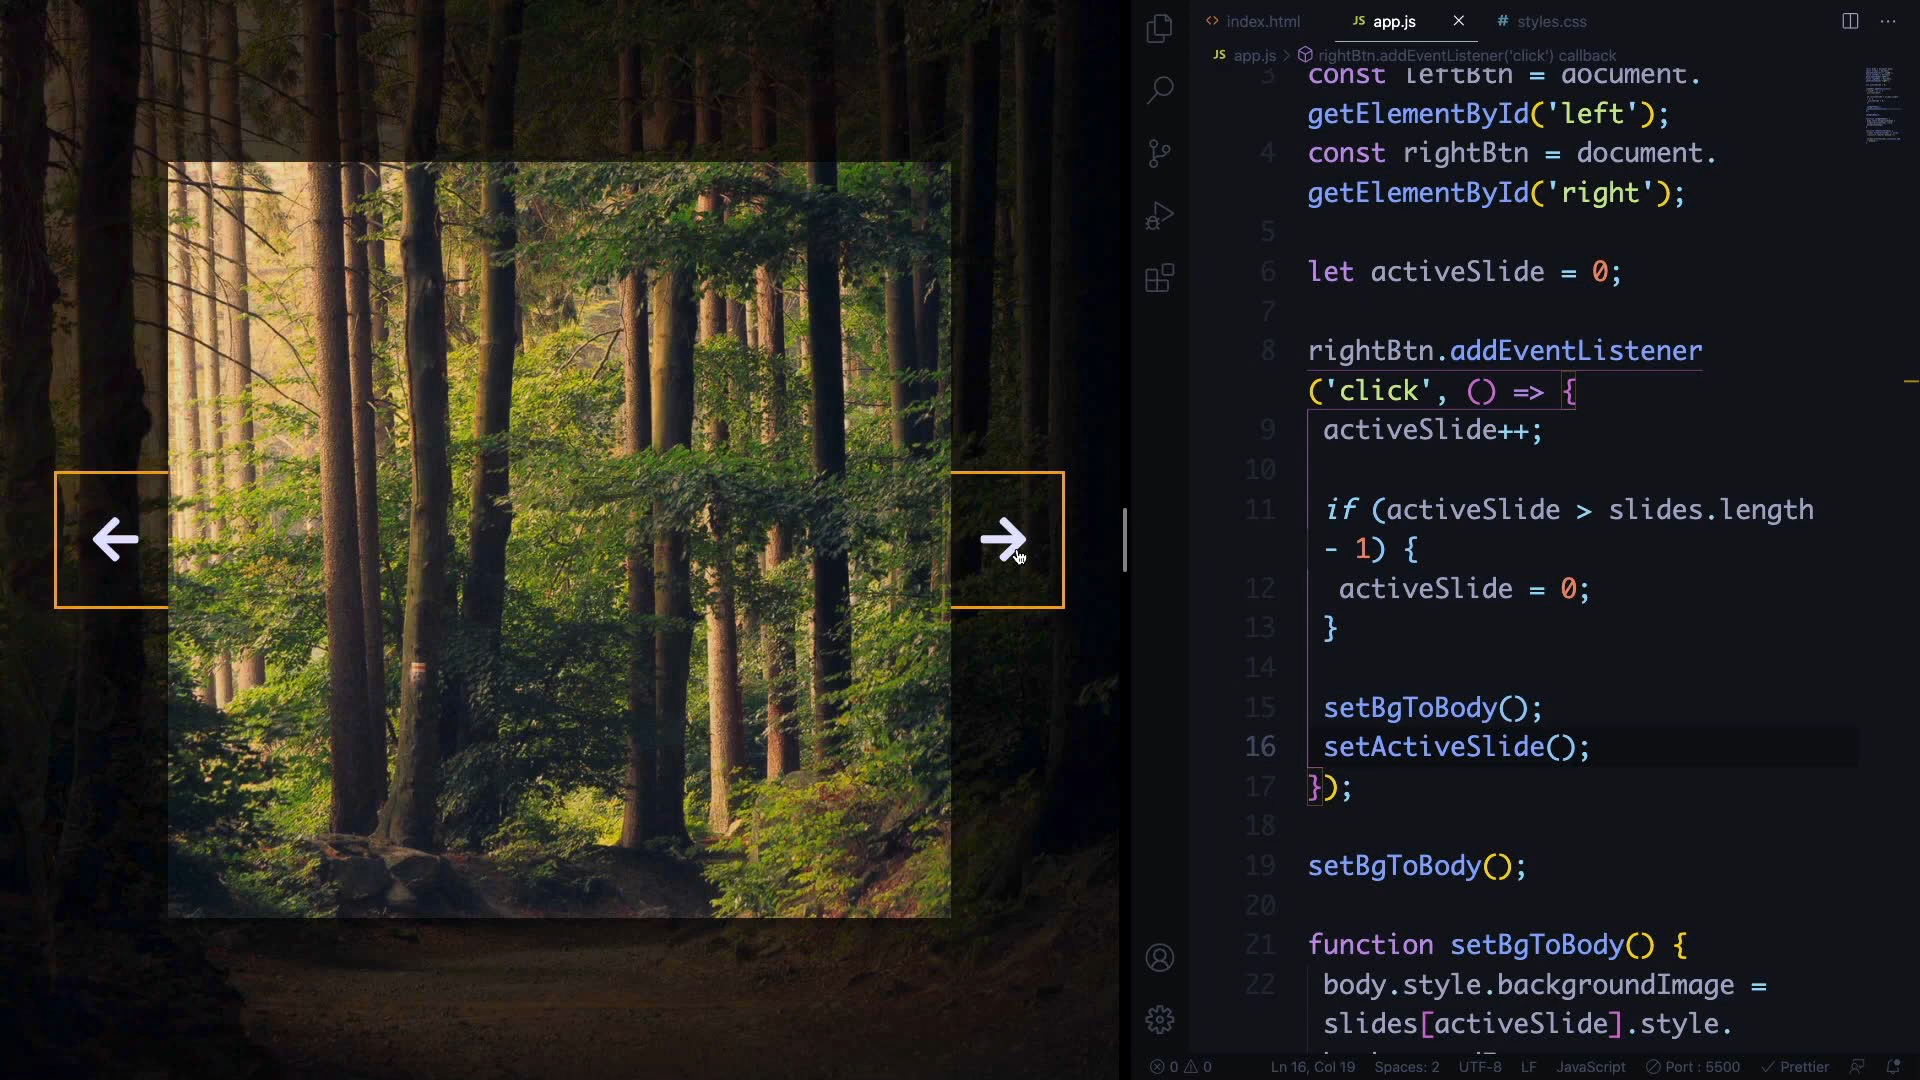 index.html
JS app.js
# styles.css
JS app.js > rightBtn.addEventListener('click') callback
3 const leftBtn = document.
getElementById('left');
4 const rightBtn = document.
getElementById('right');
5
6 let activeSlide = 0;
7
8 rightBtn.addEventListener
('click', () => {
9 activeSlide++;
10
11 if (activeSlide > slides.length
- 1) {
12 activeSlide = 0;
13 }
14
15 setBgToBody();
16 setActiveSlide();
17 });
18
19 setBgToBody();
20
21 function setBgToBody() {
22 body.style.backgroundImage =
slides[activeSlide].style.
0 0 Ln 16, Col 19 Spaces: 2 UTF-8 LF JavaScript Port : 5500 Prettier